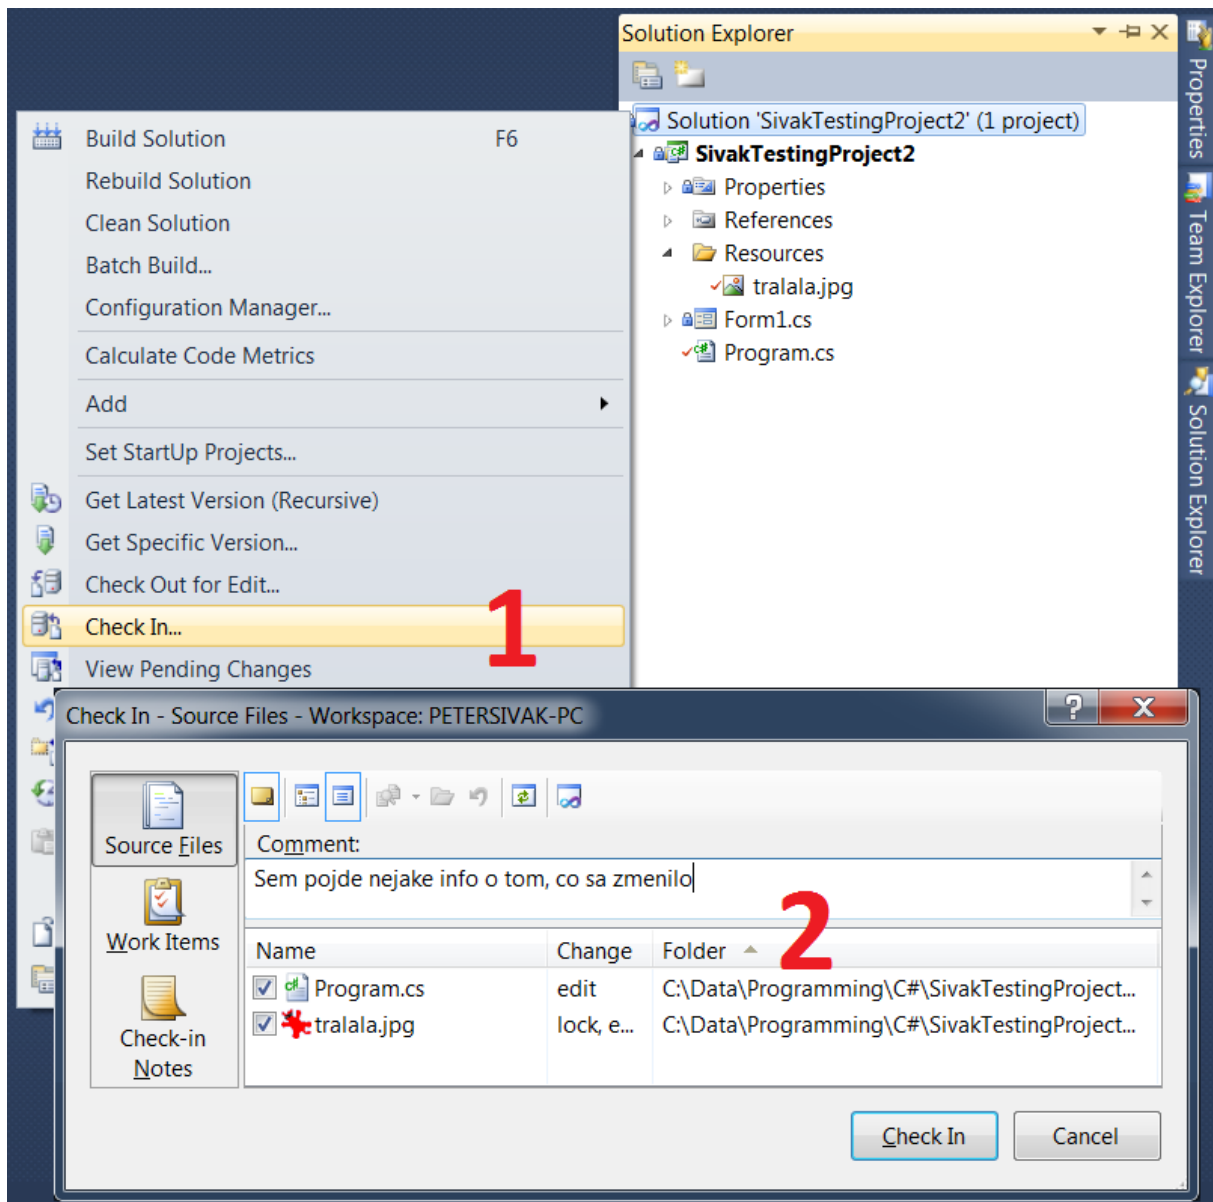 Solution Explorer
Properties
Team Explorer
Solution Explorer
Solution 'SivakTestingProject2' (1 project)
SivakTestingProject2
Properties
References
Resources
tralala.jpg
Form1.cs
Program.cs
Build Solution F6
Rebuild Solution
Clean Solution
Batch Build...
Configuration Manager...
Calculate Code Metrics
Add
Set StartUp Projects...
Get Latest Version (Recursive)
Get Specific Version...
Check Out for Edit...
Check In...
1
View Pending Changes
Check In - Source Files - Workspace: PETERSIVAK-PC
Source Files
Work Items
Check-in
Notes
Comment:
Sem pojde nejake info o tom, co sa zmenilo
2
Name Change Folder
Program.cs edit C:\Data\Programming\C#\SivakTestingProject...
tralala.jpg lock, e... C:\Data\Programming\C#\SivakTestingProject...
Check In Cancel